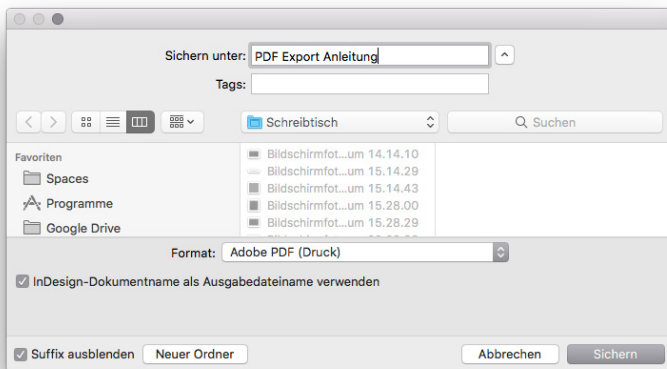 Sichern unter: PDF Export Anleitung
Tags:
Schreibtisch
Suchen
Favoriten
Spaces
Programme
Google Drive
Bildschirmfot...um 14.14.10
Bildschirmfot...um 15.14.29
Bildschirmfot...um 15.14.43
Bildschirmfot...um 15.28.00
Bildschirmfot...um 15.28.29
Format: Adobe PDF (Druck)
InDesign-Dokumentname als Ausgabedateiname verwenden
Suffix ausblenden Neuer Ordner Abbrechen Sichern